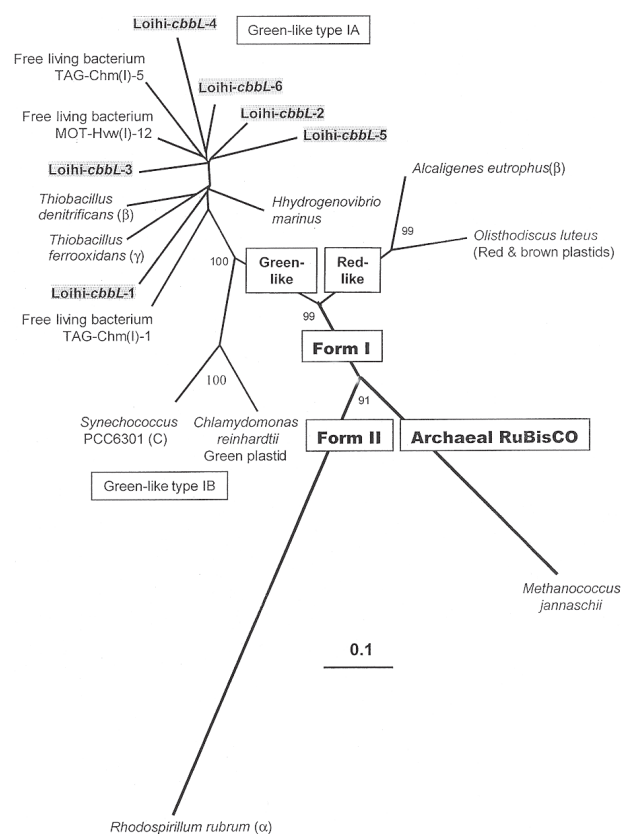 Loihi-cbbL-4
Green-like type IA
Free living bacterium
TAG-Chm(I)-5
Loihi-cbbL-6
Loihi-cbbL-2
Free living bacterium
MOT-Hvw(I)-12
Loihi-cbbL-5
Loihi-cbbL-3
Alcaligenes eutrophus(β)
Thiobacillus
denitrificans (β)
Hhydrogenovibrio
marinus
99
Olisthodiscus luteus
(Red & brown plastids)
Thiobacillus
ferrooxidans (γ)
100
Green-
like
Red-
like
Loihi-cbbL-1
Free living bacterium
TAG-Chm(I)-1
99
Form I
100
91
Synechococcus
PCC6301 (C)
Chlamydomonas
reinhardtii
Green plastid
Form II
Archaeal RuBisCO
Green-like type IB
Methanococcus
jannaschii
0.1
Rhodospirillum rubrum (α)